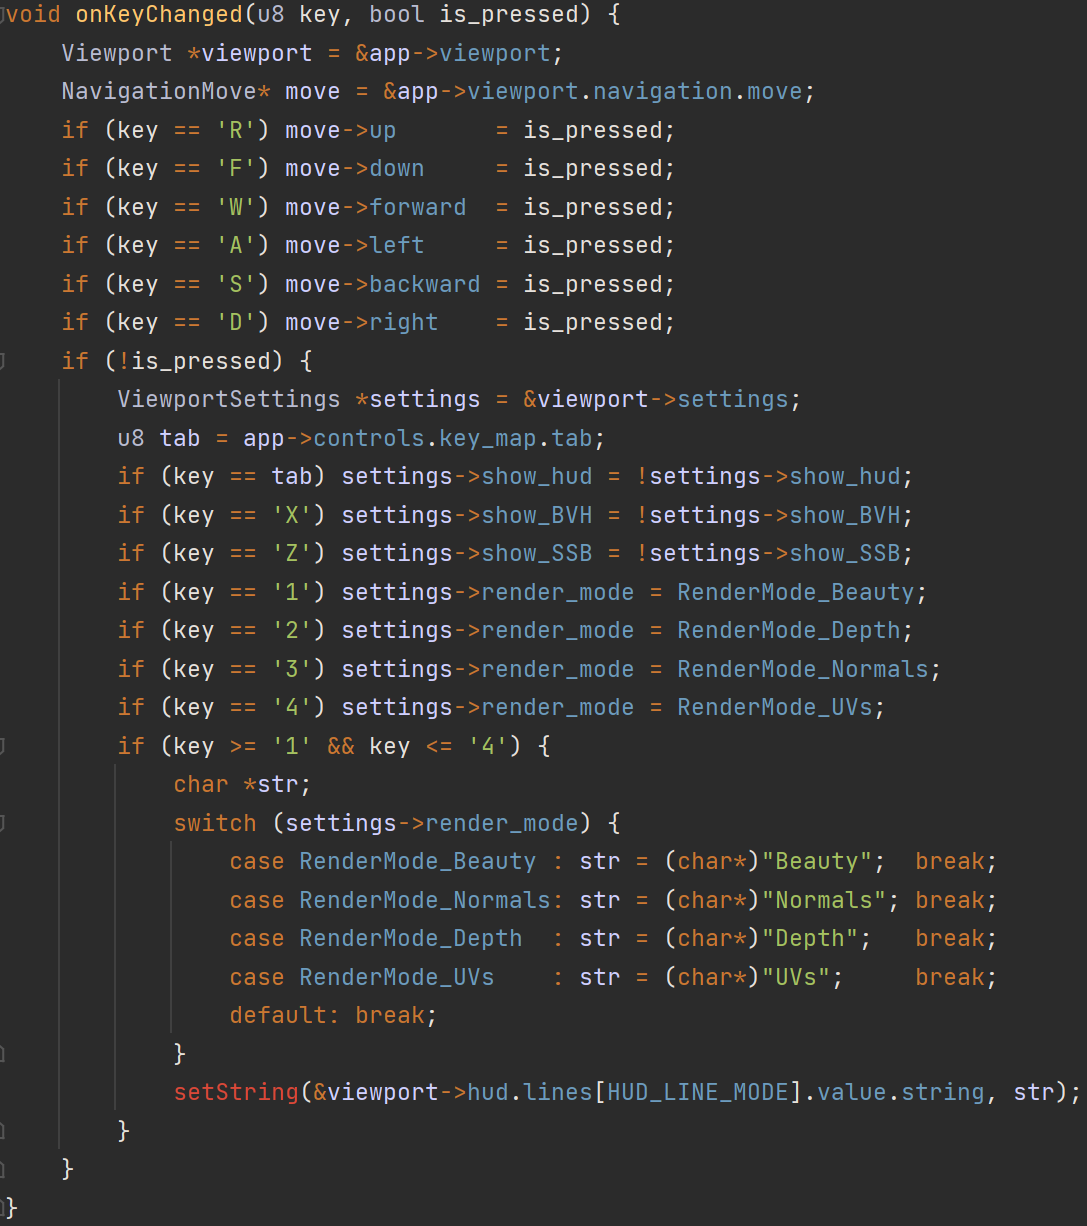 void onKeyChanged(u8 key, bool is_pressed) {
    Viewport *viewport = &app->viewport;
    NavigationMove* move = &app->viewport.navigation.move;
    if (key == 'R') move->up       = is_pressed;
    if (key == 'F') move->down     = is_pressed;
    if (key == 'W') move->forward  = is_pressed;
    if (key == 'A') move->left     = is_pressed;
    if (key == 'S') move->backward = is_pressed;
    if (key == 'D') move->right    = is_pressed;
    if (!is_pressed) {
        ViewportSettings *settings = &viewport->settings;
        u8 tab = app->controls.key_map.tab;
        if (key == tab) settings->show_hud = !settings->show_hud;
        if (key == 'X') settings->show_BVH = !settings->show_BVH;
        if (key == 'Z') settings->show_SSB = !settings->show_SSB;
        if (key == '1') settings->render_mode = RenderMode_Beauty;
        if (key == '2') settings->render_mode = RenderMode_Depth;
        if (key == '3') settings->render_mode = RenderMode_Normals;
        if (key == '4') settings->render_mode = RenderMode_UVs;
        if (key >= '1' && key <= '4') {
            char *str;
            switch (settings->render_mode) {
                case RenderMode_Beauty : str = (char*)"Beauty";  break;
                case RenderMode_Normals: str = (char*)"Normals"; break;
                case RenderMode_Depth  : str = (char*)"Depth";   break;
                case RenderMode_UVs    : str = (char*)"UVs";     break;
                default: break;
            }
            setString(&viewport->hud.lines[HUD_LINE_MODE].value.string, str);
        }
    }
}